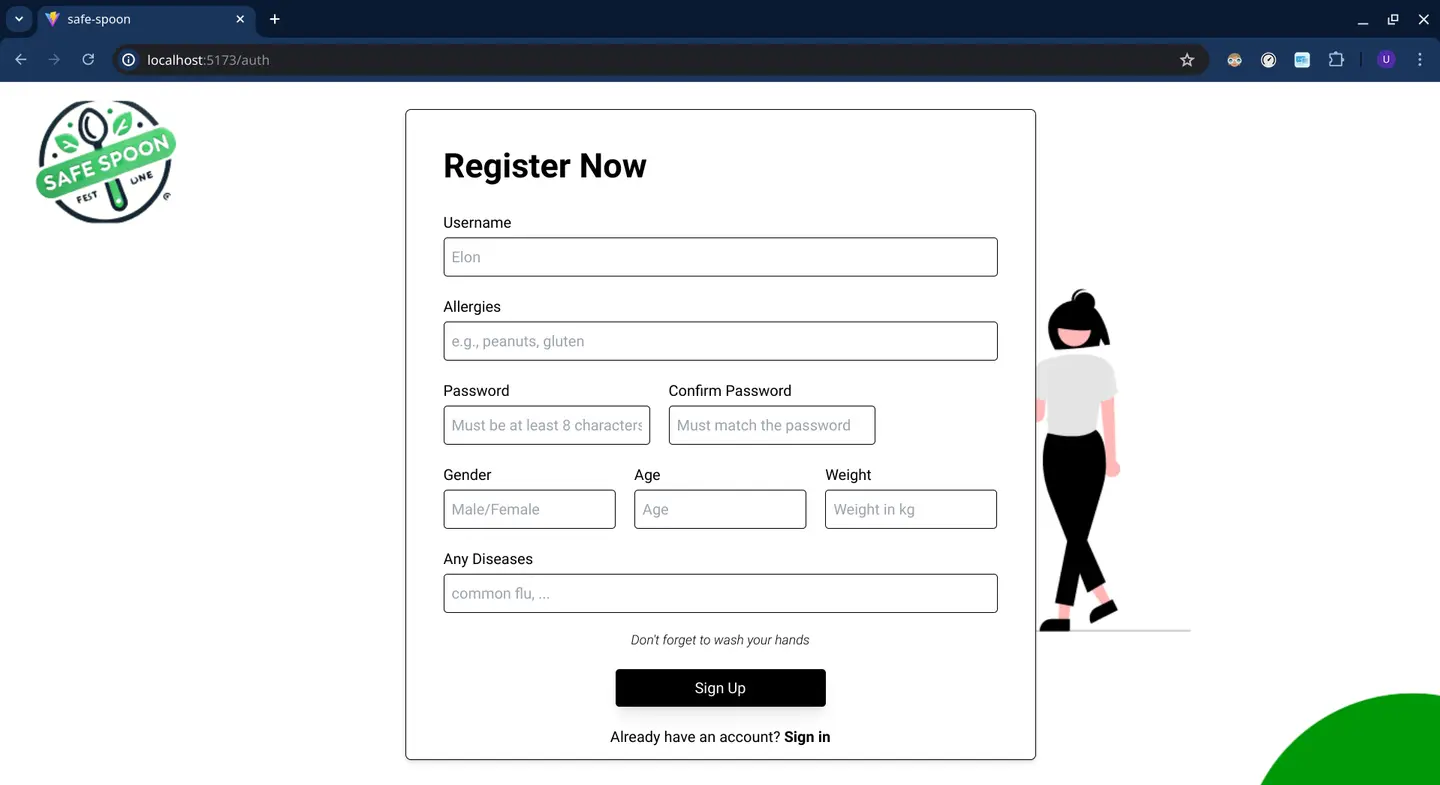 safe-spoon
localhost:5173/auth
U
SAFE SPOON
FEST UNE
Register Now
Username
Elon
Allergies
e.g., peanuts, gluten
Password Confirm Password
Must be at least 8 characters Must match the password
Gender Age Weight
Male/Female Age Weight in kg
Any Diseases
common flu, ...
Don't forget to wash your hands
Sign Up
Already have an account? Sign in